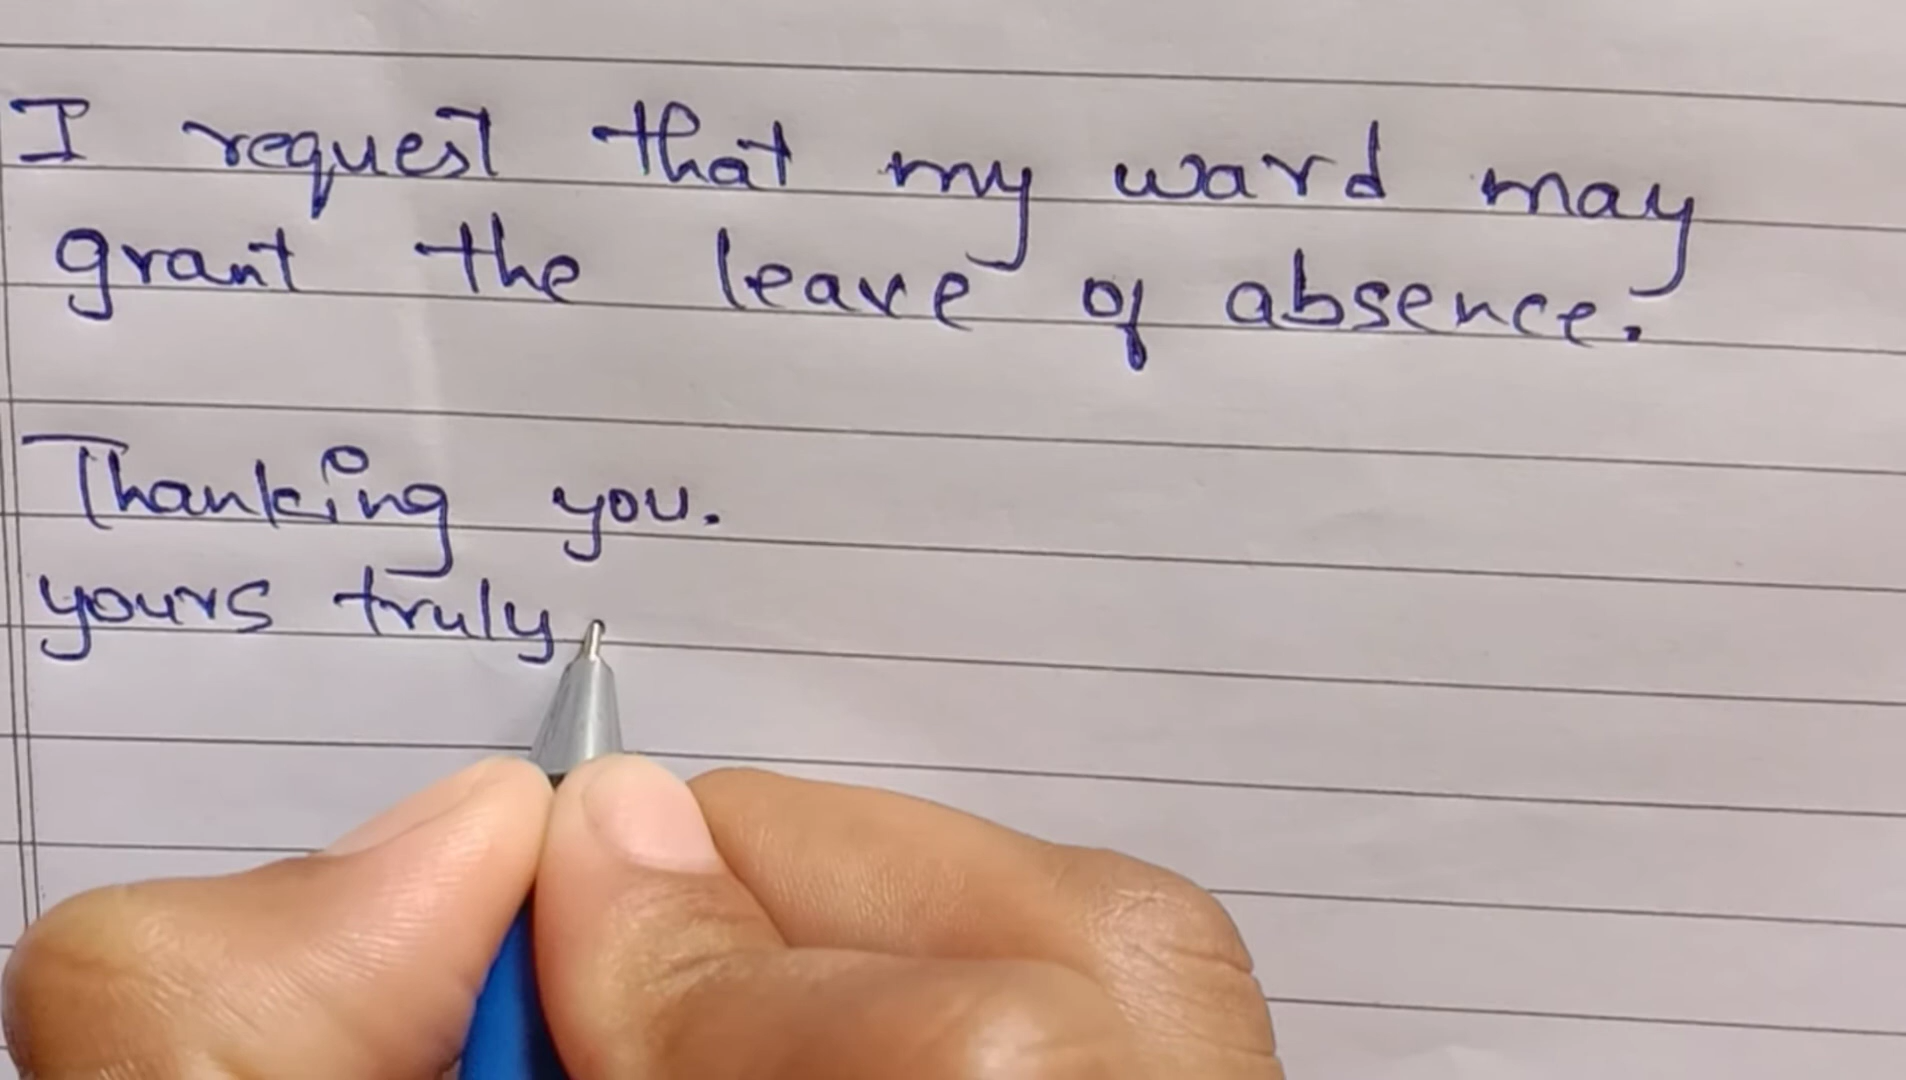 I request that my ward may
grant the leave of absence.
Thanking you.
yours truly